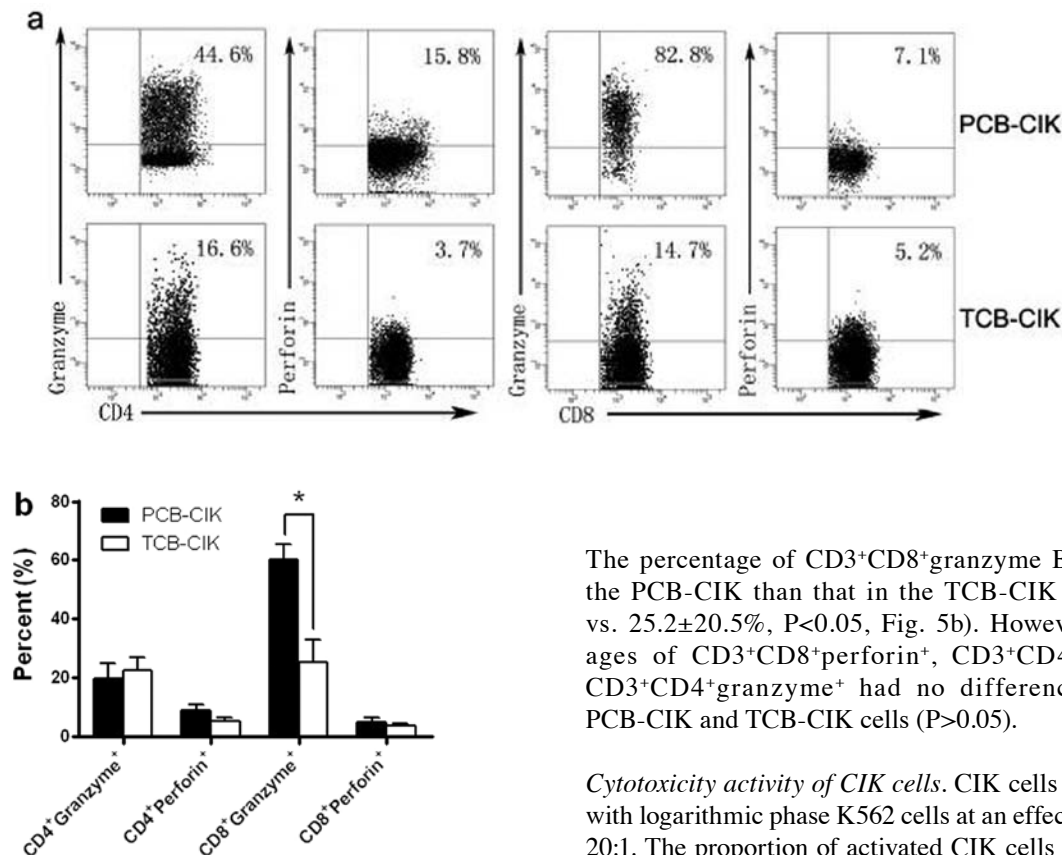 a
44.6%
15.8%
82.8%
7.1%
PCB-CIK
16.6%
3.7%
14.7%
5.2%
TCB-CIK
Granzyme
Perforin
Granzyme
Perforin
CD4
CD8
b
Percent (%)
80
60
40
20
0
PCB-CIK
TCB-CIK
*
CD4⁺Granzyme⁺
CD4⁺Perforin⁺
CD8⁺Granzyme⁺
CD8⁺Perforin⁺
The percentage of CD3⁺CD8⁺granzyme B
the PCB-CIK than that in the TCB-CIK
vs. 25.2±20.5%, P<0.05, Fig. 5b). Howev
ages of CD3⁺CD8⁺perforin⁺, CD3⁺CD4
CD3⁺CD4⁺granzyme⁺ had no differenc
PCB-CIK and TCB-CIK cells (P>0.05).
Cytotoxicity activity of CIK cells. CIK cells
with logarithmic phase K562 cells at an effec
20:1. The proportion of activated CIK cells